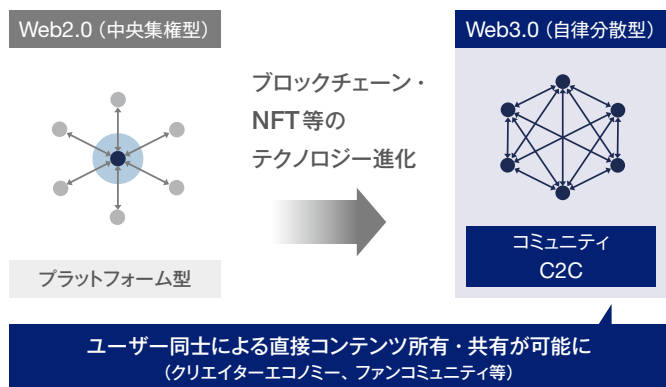 Web2.0（中央集権型）
Web3.0（自律分散型）
ブロックチェーン・
NFT等の
テクノロジー進化
プラットフォーム型
コミュニティ
C2C
ユーザー同士による直接コンテンツ所有・共有が可能に
（クリエイターエコノミー、ファンコミュニティ等）